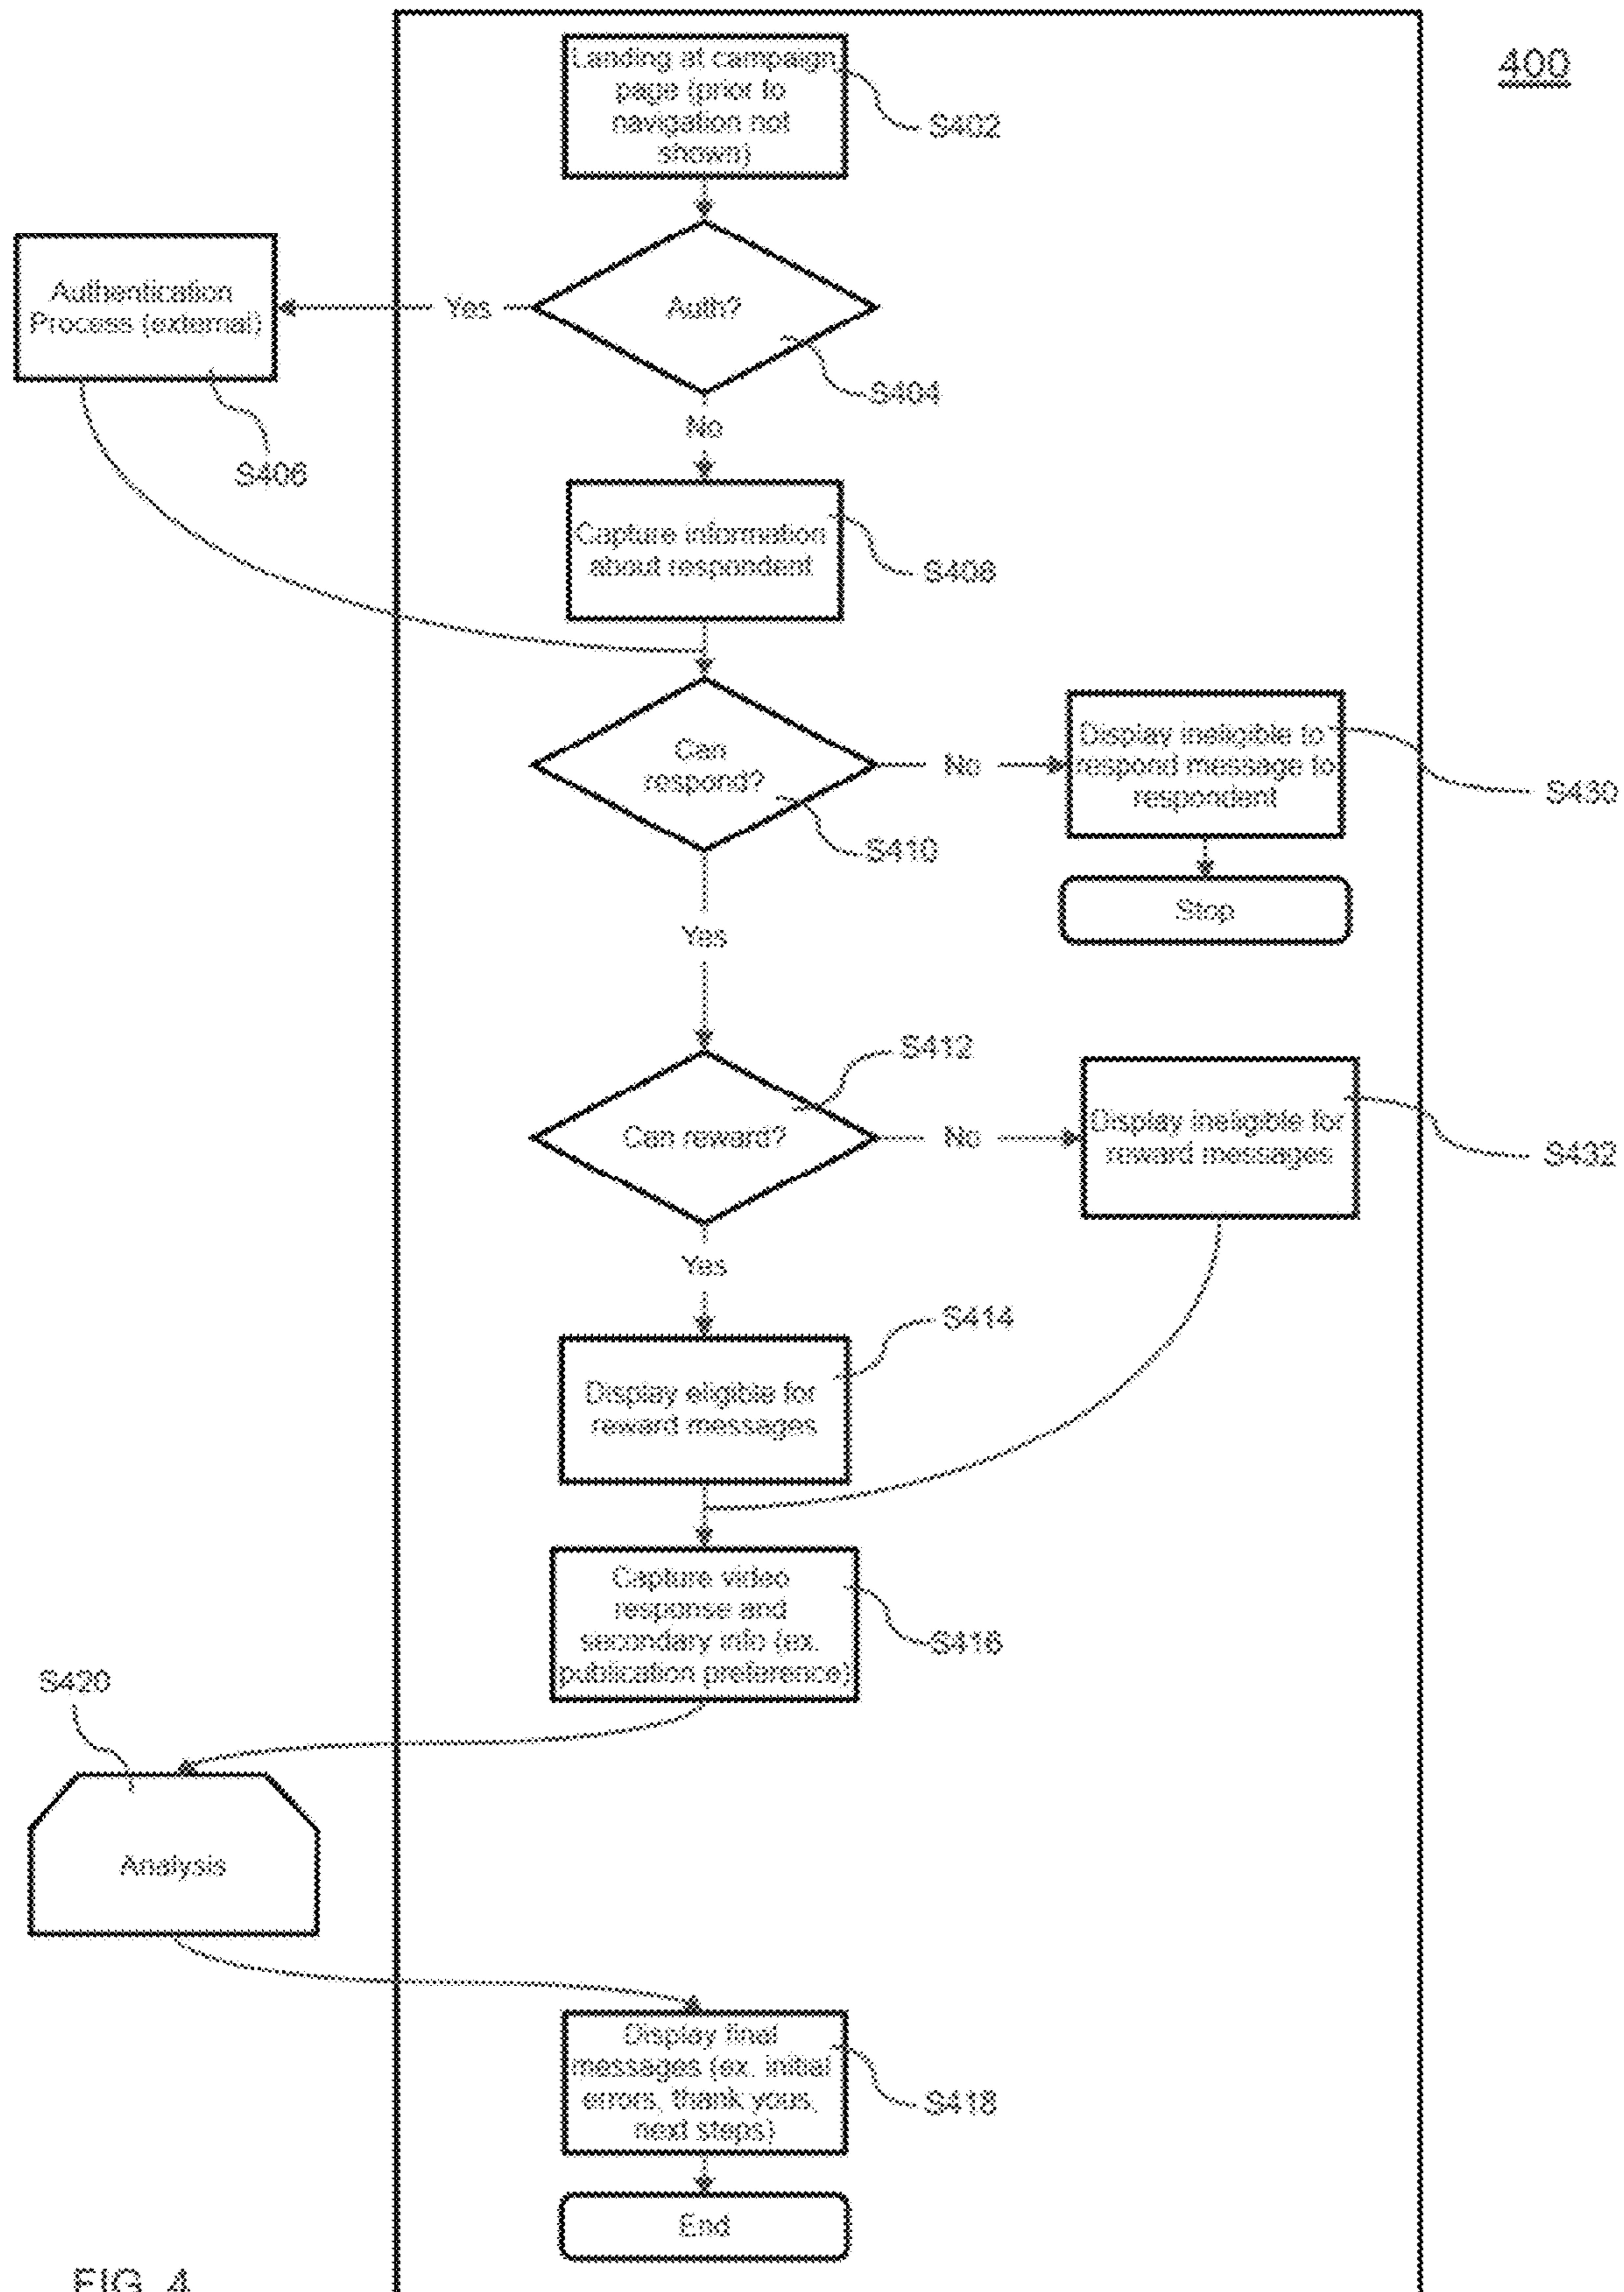 400
Landing at campaign
page (prior to
navigation not
shown)
S402
Auth?
S404
Yes
Authentication
Process (external)
S406
No
Capture information
about respondent
S408
Can
respond?
S410
No
Display ineligible to
respond message to
respondent
S430
Stop
Yes
S412
Can reward?
No
Display ineligible for
reward messages
S432
Yes
S414
Display eligible for
reward messages
Capture video
response and
secondary info (ex.
publication preference)
S416
S420
Analysis
Display final
messages (ex. initial
errors, thank yous,
next steps)
S418
End
FIG. 4